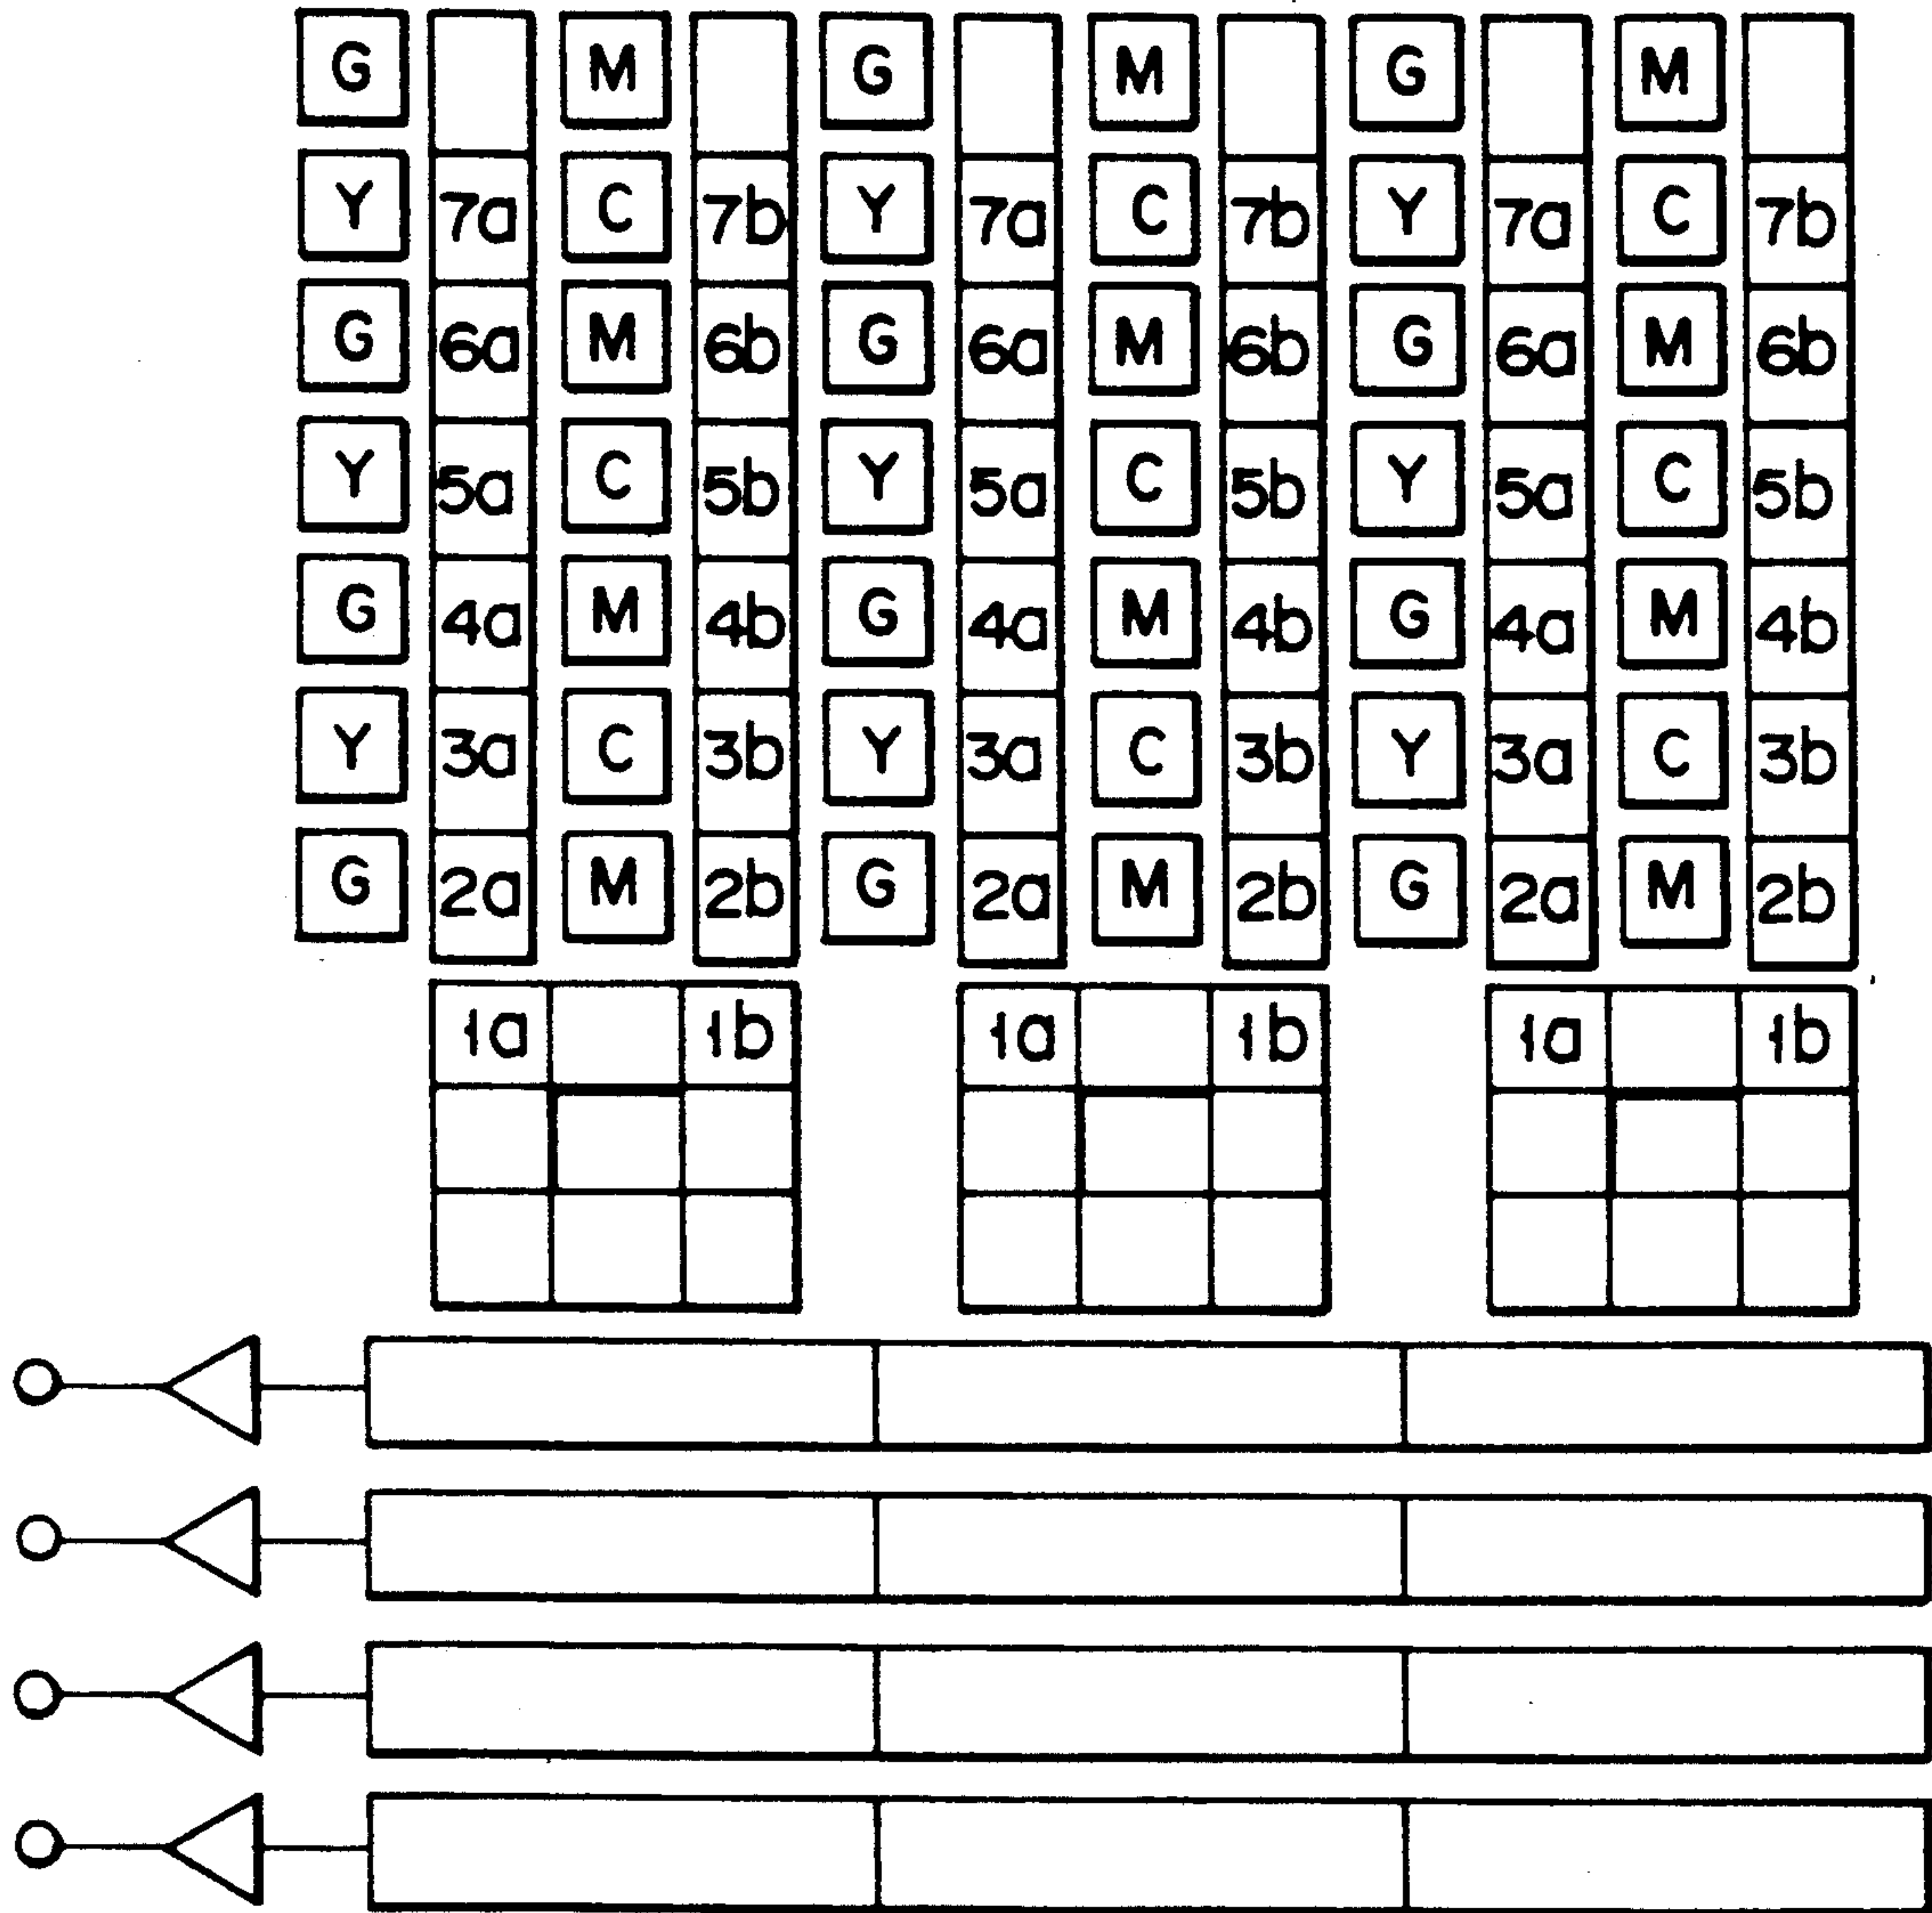 G M G M G M
Y 7a C 7b Y 7a C 7b Y 7a C 7b
G 6a M 6b G 6a M 6b G 6a M 6b
Y 5a C 5b Y 5a C 5b Y 5a C 5b
G 4a M 4b G 4a M 4b G 4a M 4b
Y 3a C 3b Y 3a C 3b Y 3a C 3b
G 2a M 2b G 2a M 2b G 2a M 2b
1a 1b 1a 1b 1a 1b